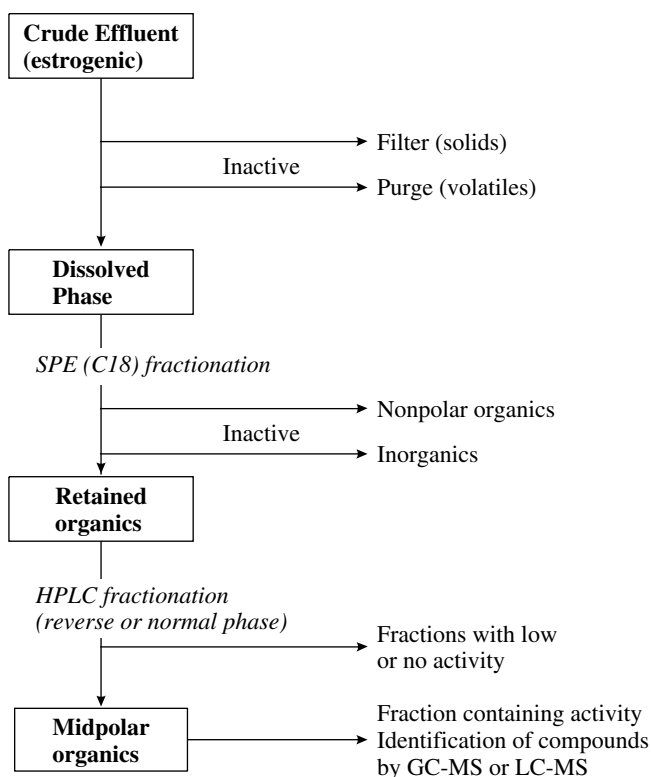 Crude Effluent
(estrogenic)
Filter (solids)
Inactive
Purge (volatiles)
Dissolved
Phase
SPE (C18) fractionation
Nonpolar organics
Inactive
Inorganics
Retained
organics
HPLC fractionation
(reverse or normal phase)
Fractions with low
or no activity
Midpolar
organics
Fraction containing activity
Identification of compounds
by GC-MS or LC-MS